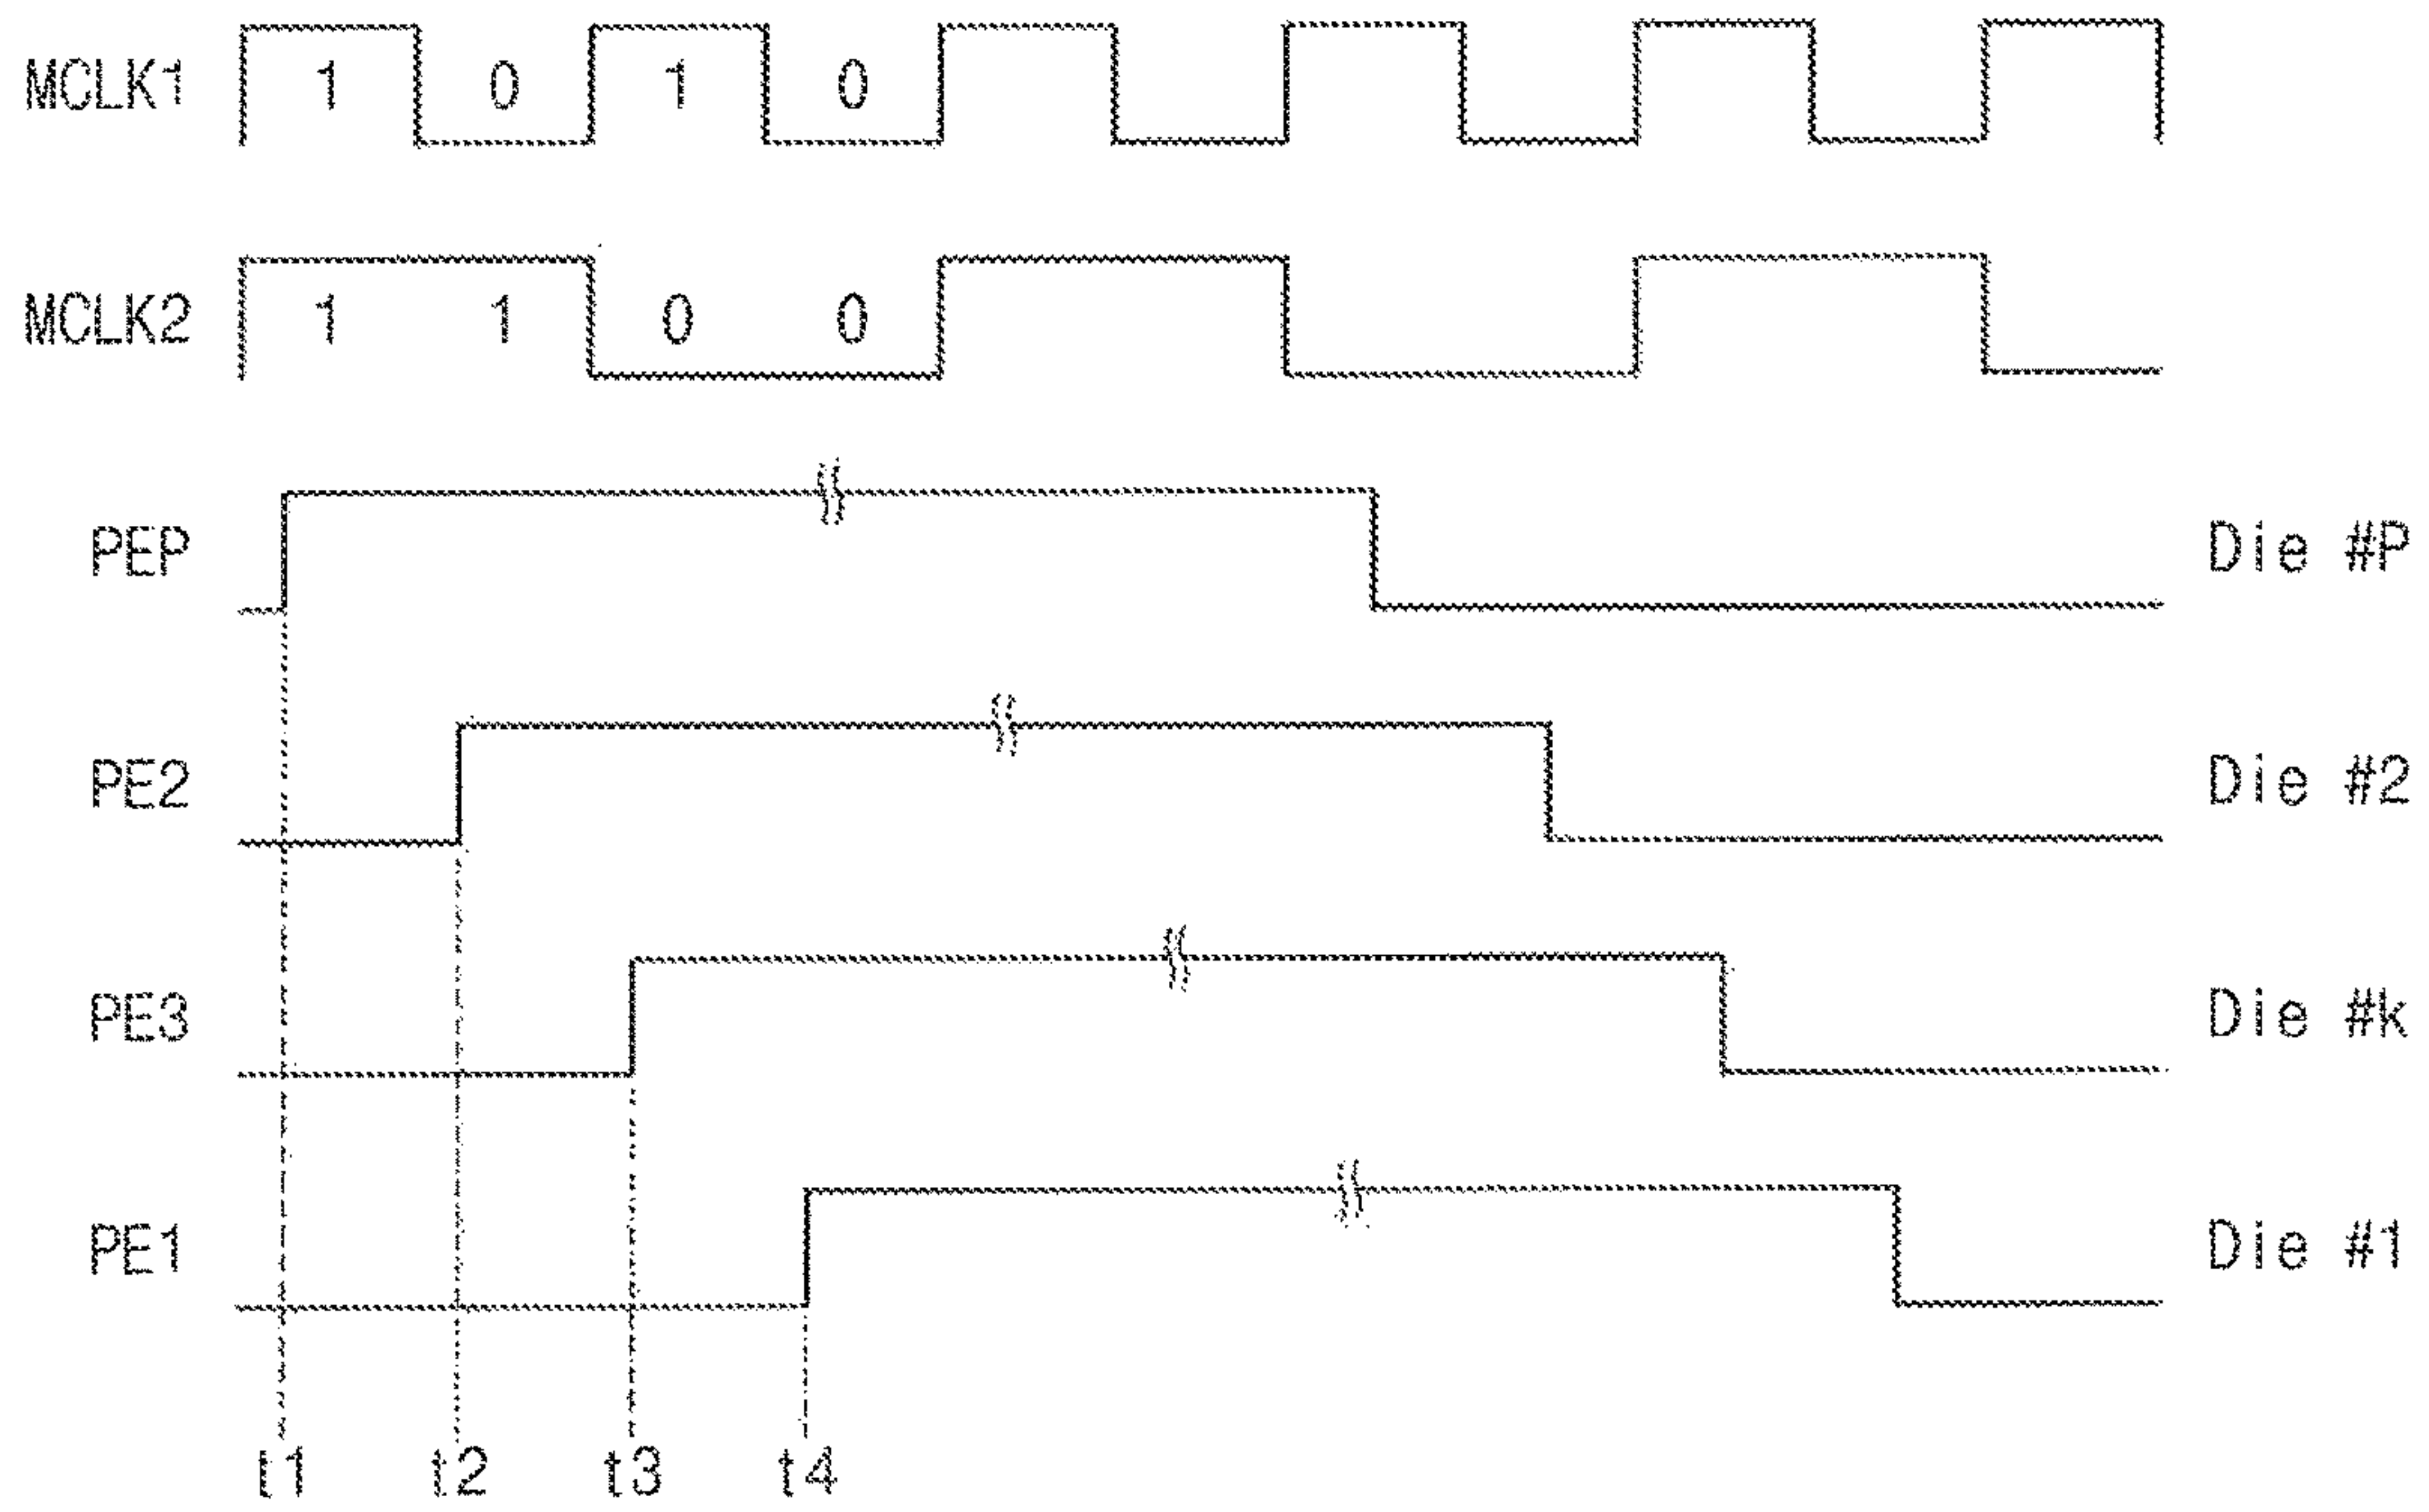 MCLK1 1 0 1 0
MCLK2 1 1 0 0
PEP Die #P
PE2 Die #2
PE3 Die #k
PE1 Die #1
t1 t2 t3 t4